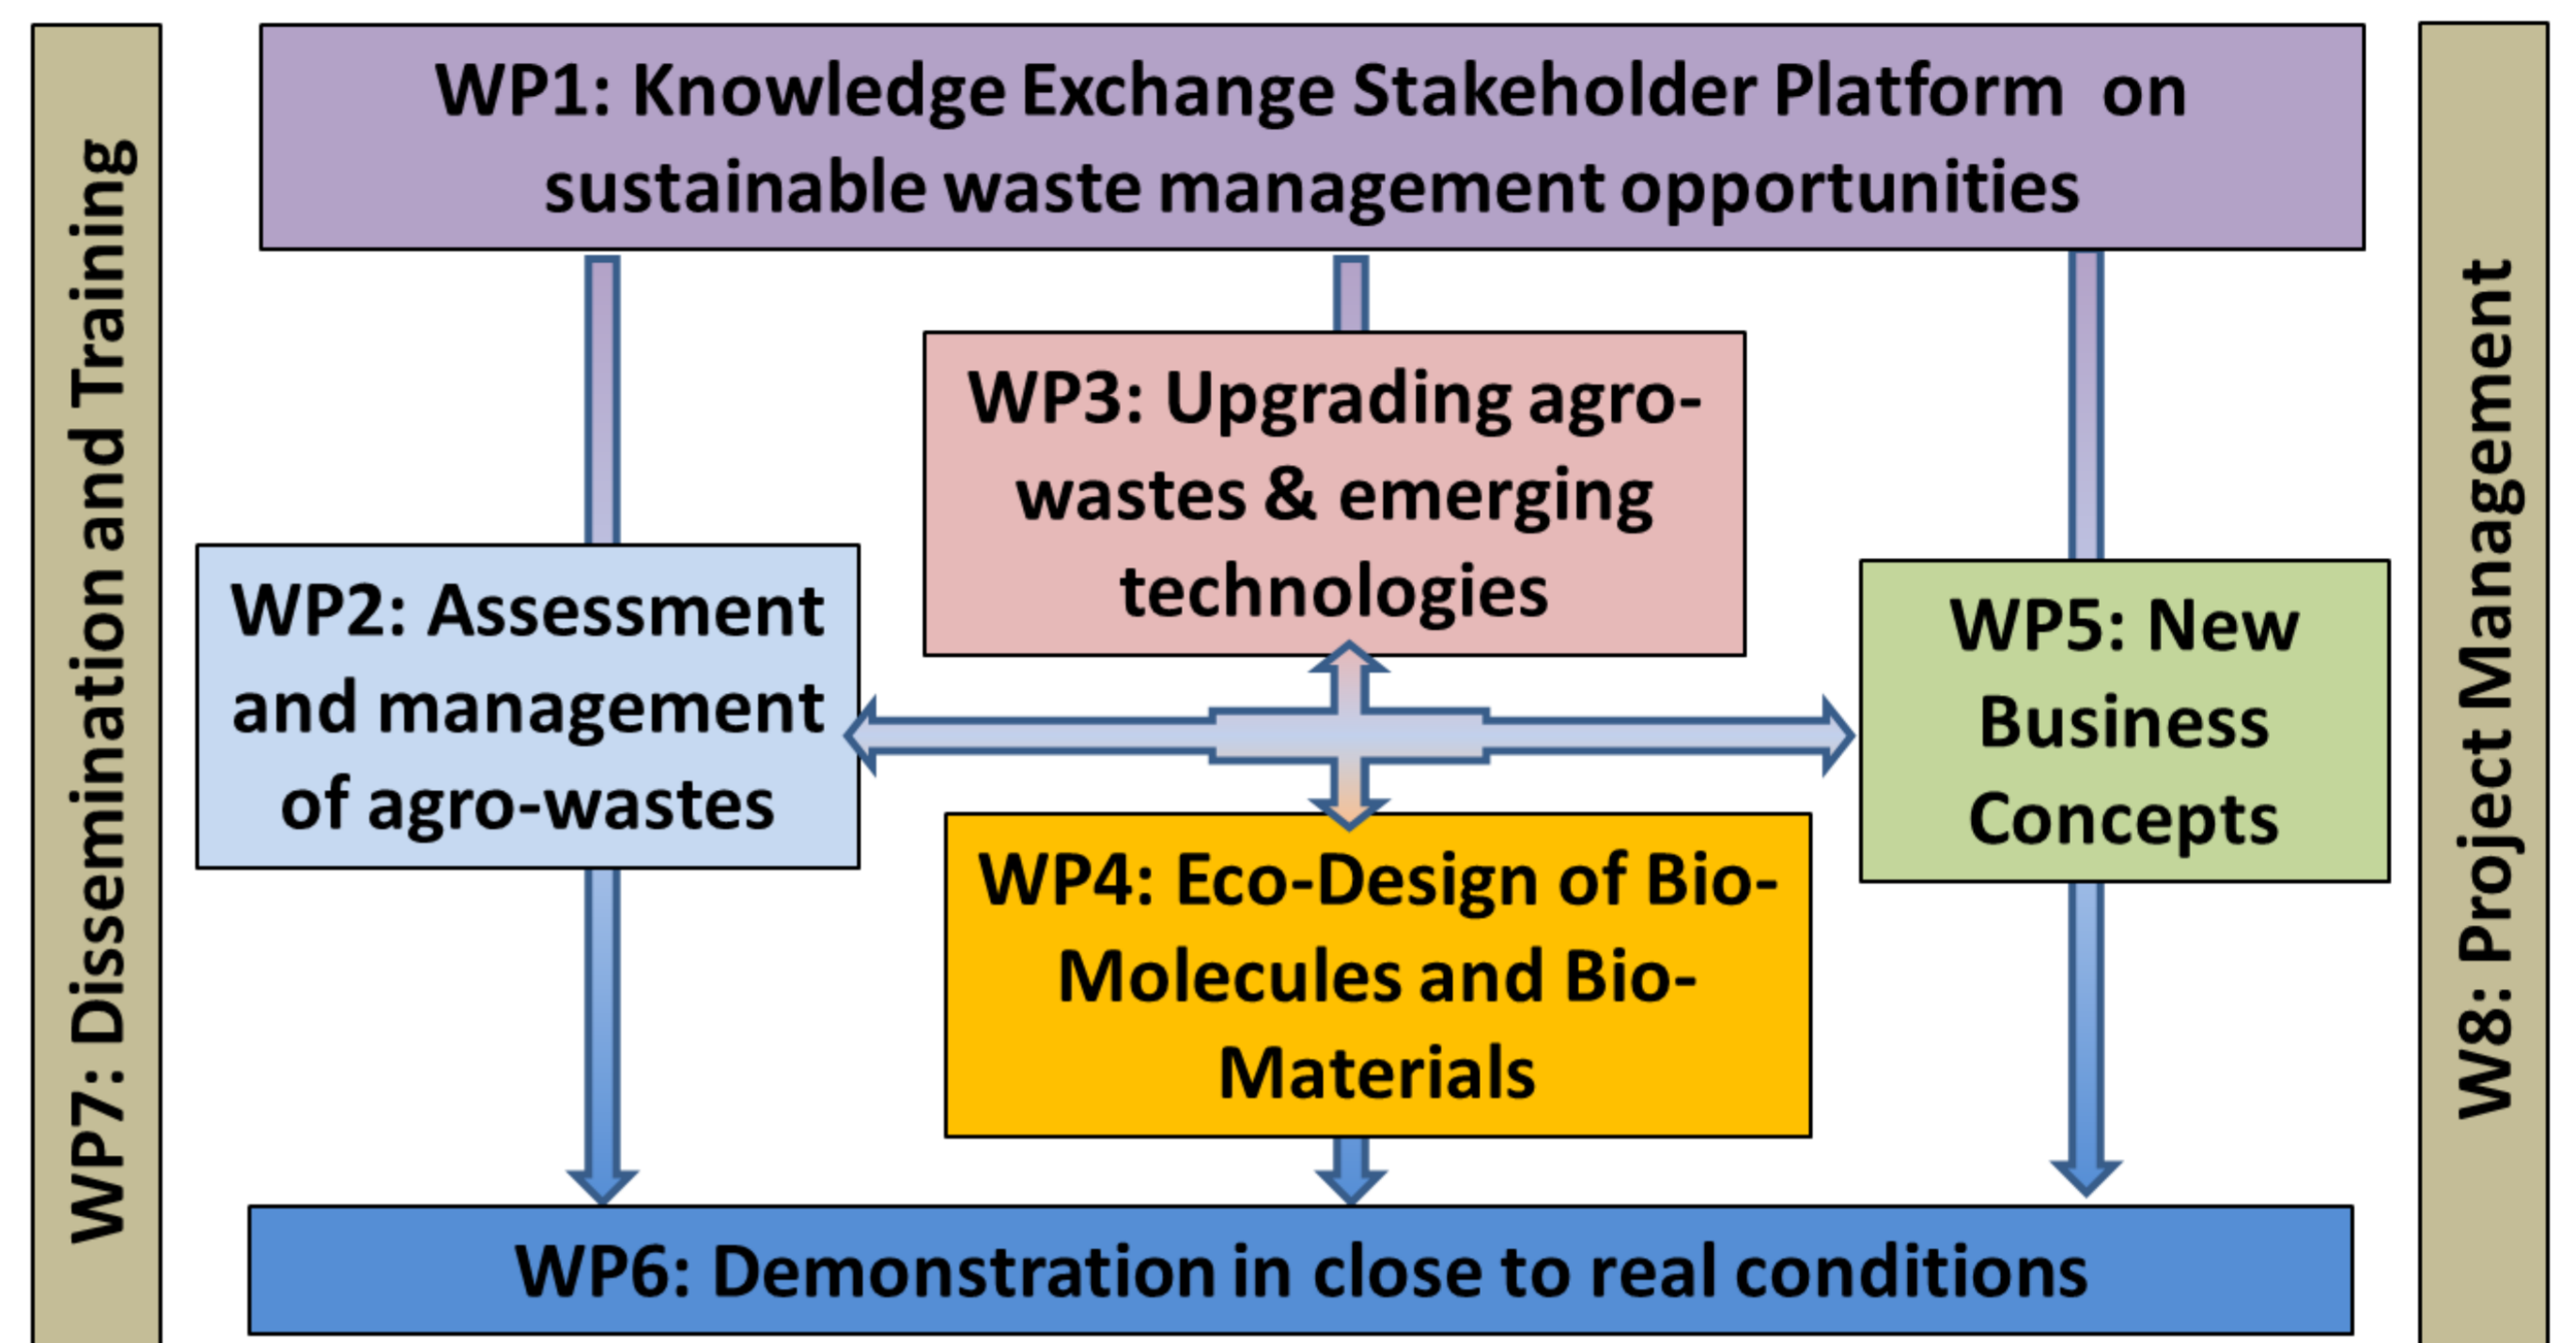 WP7: Dissemination and Training
WP1: Knowledge Exchange Stakeholder Platform on
sustainable waste management opportunities
WP3: Upgrading agro-
wastes & emerging
technologies
WP2: Assessment
and management
of agro-wastes
WP5: New
Business
Concepts
WP4: Eco-Design of Bio-
Molecules and Bio-
Materials
WP6: Demonstration in close to real conditions
W8: Project Management